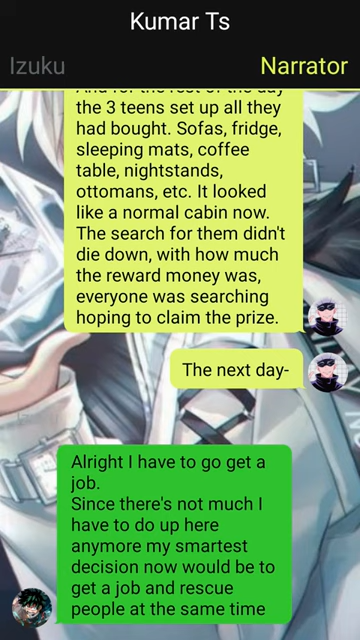 Kumar Ts
Izuku
Narrator
And for the rest of the day
the 3 teens set up all they
had bought. Sofas, fridge,
sleeping mats, coffee
table, nightstands,
ottomans, etc. It looked
like a normal cabin now.
The search for them didn't
die down, with how much
the reward money was,
everyone was searching
hoping to claim the prize.
The next day-
Alright I have to go get a
job.
Since there's not much I
have to do up here
anymore my smartest
decision now would be to
get a job and rescue
people at the same time